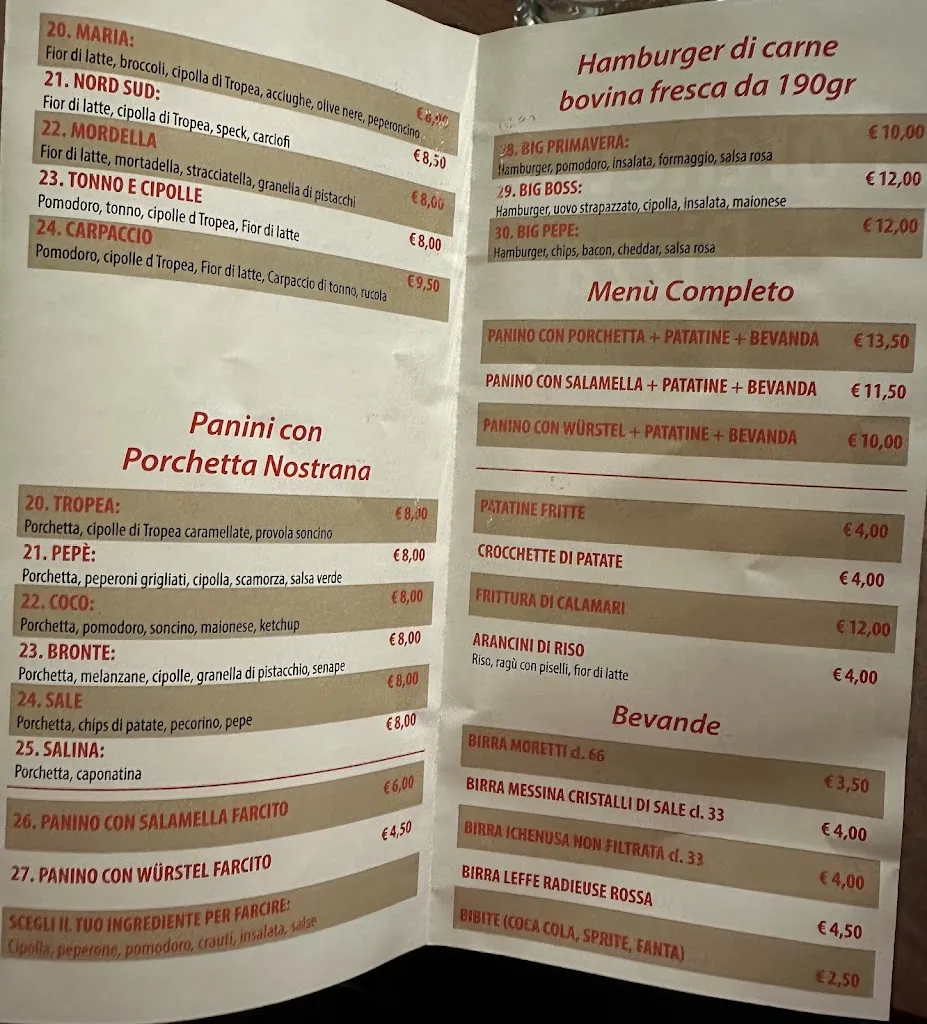 20. MARIA:
Fior di latte, broccoli, cipolla di Tropea, acciughe, olive nere, peperoncino
21. NORD SUD:
Fior di latte, cipolla di Tropea, speck, carciofi
€ 8,50
22. MORDELLA
Fior di latte, mortadella, stracciatella, granella di pistacchi
€ 8,00
23. TONNO E CIPOLLE
Pomodoro, tonno, cipolle d Tropea, Fior di latte
€ 8,00
24. CARPACCIO
Pomodoro, cipolle d Tropea, Fior di latte, Carpaccio di tonno, rucola
€ 9,50
Panini con
Porchetta Nostrana
20. TROPEA:
€ 8,00
Porchetta, cipolle di Tropea caramellate, provola soncino
21. PEPÈ:
€ 8,00
Porchetta, peperoni grigliati, cipolla, scamorza, salsa verde
22. COCO:
€ 8,00
Porchetta, pomodoro, soncino, maionese, ketchup
23. BRONTE:
€ 8,00
Porchetta, melanzane, cipolle, granella di pistacchio, senape
24. SALE
€ 8,00
Porchetta, chips di patate, pecorino, pepe
25. SALINA:
€ 8,00
Porchetta, caponatina
26. PANINO CON SALAMELLA FARCITO
€ 6,00
27. PANINO CON WÜRSTEL FARCITO
€ 4,50
SCEGLI IL TUO INGREDIENTE PER FARCIRE:
Cipolla, peperone, pomodoro, crauti, insalata, salse
Hamburger di carne
bovina fresca da 190gr
28. BIG PRIMAVERA:
€ 10,00
Hamburger, pomodoro, insalata, formaggio, salsa rosa
29. BIG BOSS:
€ 12,00
Hamburger, uovo strapazzato, cipolla, insalata, maionese
30. BIG PEPE:
€ 12,00
Hamburger, chips, bacon, cheddar, salsa rosa
Menù Completo
PANINO CON PORCHETTA + PATATINE + BEVANDA € 13,50
PANINO CON SALAMELLA + PATATINE + BEVANDA € 11,50
PANINO CON WÜRSTEL + PATATINE + BEVANDA € 10,00
PATATINE FRITTE
€ 4,00
CROCCHETTE DI PATATE
€ 4,00
FRITTURA DI CALAMARI
€ 12,00
ARANCINI DI RISO
Riso, ragù con piselli, fior di latte
€ 4,00
Bevande
BIRRA MORETTI cl. 66
€ 3,50
BIRRA MESSINA CRISTALLI DI SALE cl. 33
€ 4,00
BIRRA ICHENUSA NON FILTRATA cl. 33
€ 4,00
BIRRA LEFFE RADIEUSE ROSSA
€ 4,50
BIBITE (COCA COLA, SPRITE, FANTA)
€ 2,50